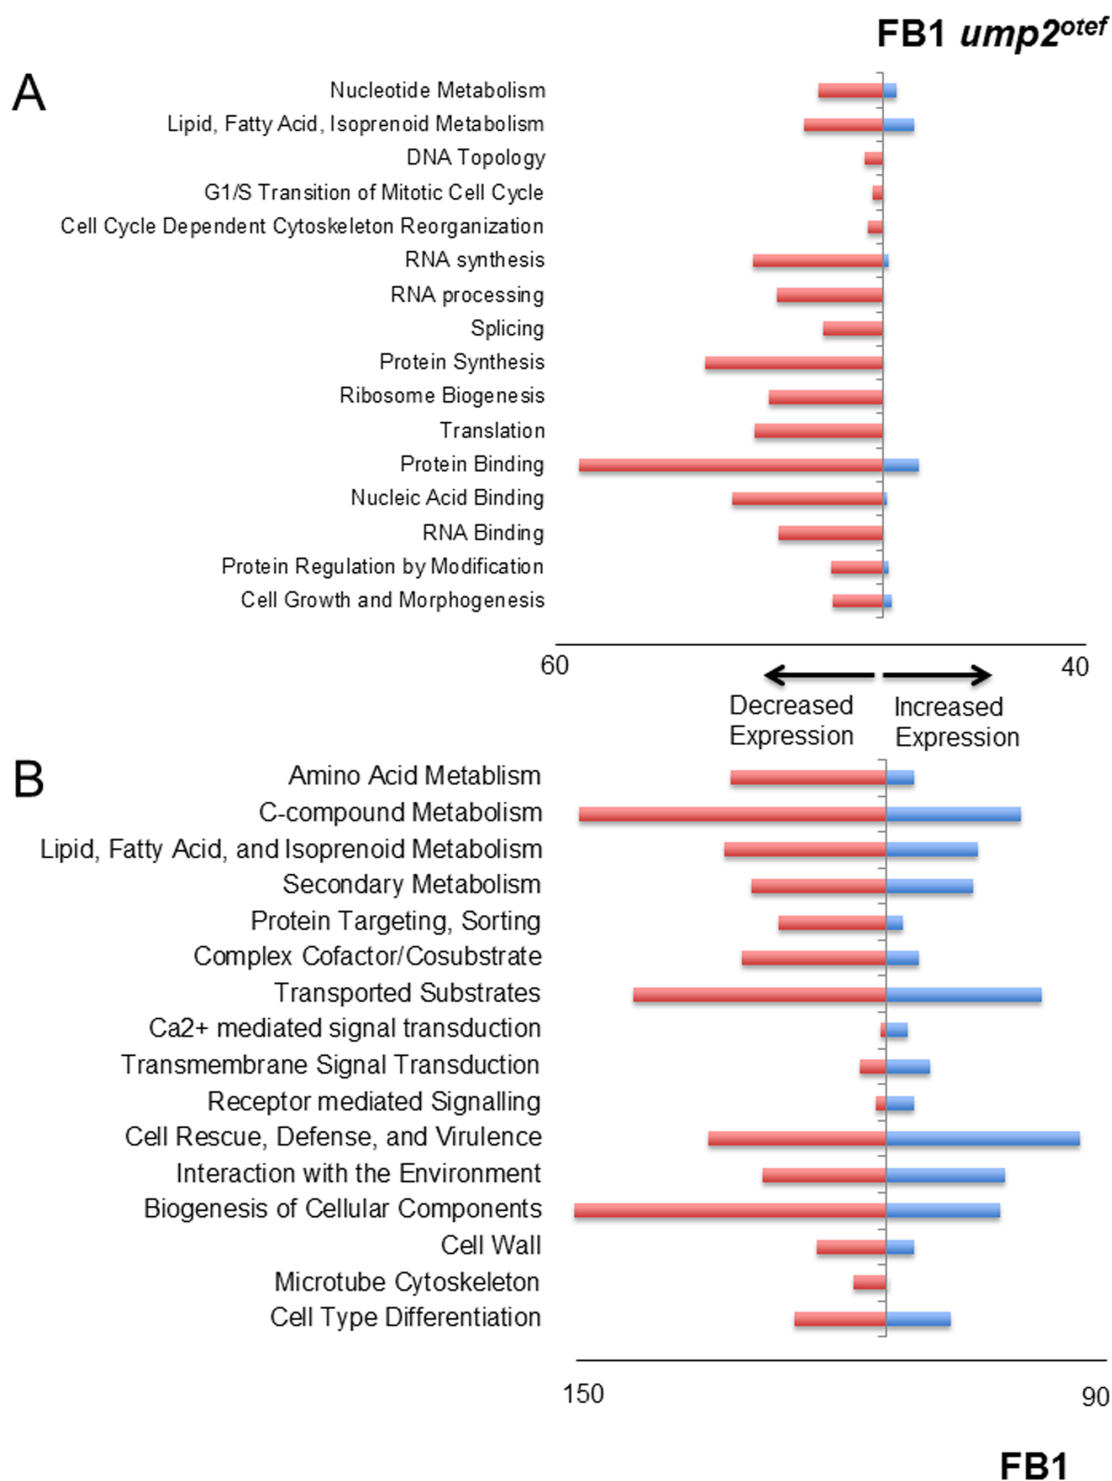 FB1 ump2otef
A
Nucleotide Metabolism
Lipid, Fatty Acid, Isoprenoid Metabolism
DNA Topology
G1/S Transition of Mitotic Cell Cycle
Cell Cycle Dependent Cytoskeleton Reorganization
RNA synthesis
RNA processing
Splicing
Protein Synthesis
Ribosome Biogenesis
Translation
Protein Binding
Nucleic Acid Binding
RNA Binding
Protein Regulation by Modification
Cell Growth and Morphogenesis
60 40
Decreased
Expression
Increased
Expression
B
Amino Acid Metablism
C-compound Metabolism
Lipid, Fatty Acid, and Isoprenoid Metabolism
Secondary Metabolism
Protein Targeting, Sorting
Complex Cofactor/Cosubstrate
Transported Substrates
Ca2+ mediated signal transduction
Transmembrane Signal Transduction
Receptor mediated Signalling
Cell Rescue, Defense, and Virulence
Interaction with the Environment
Biogenesis of Cellular Components
Cell Wall
Microtube Cytoskeleton
Cell Type Differentiation
150 90
FB1